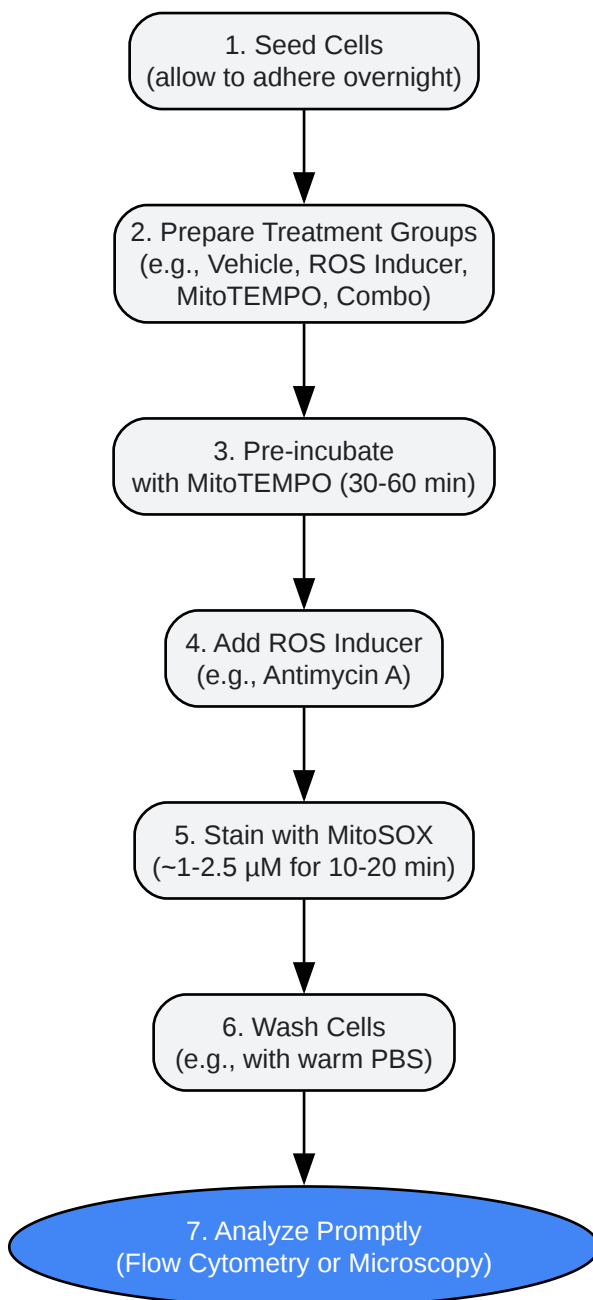 1. Seed Cells
(allow to adhere overnight)
2. Prepare Treatment Groups
(e.g., Vehicle, ROS Inducer,
MitoTEMPO, Combo)
3. Pre-incubate
with MitoTEMPO (30-60 min)
4. Add ROS Inducer
(e.g., Antimycin A)
5. Stain with MitoSOX
(~1-2.5 µM for 10-20 min)
6. Wash Cells
(e.g., with warm PBS)
7. Analyze Promptly
(Flow Cytometry or Microscopy)